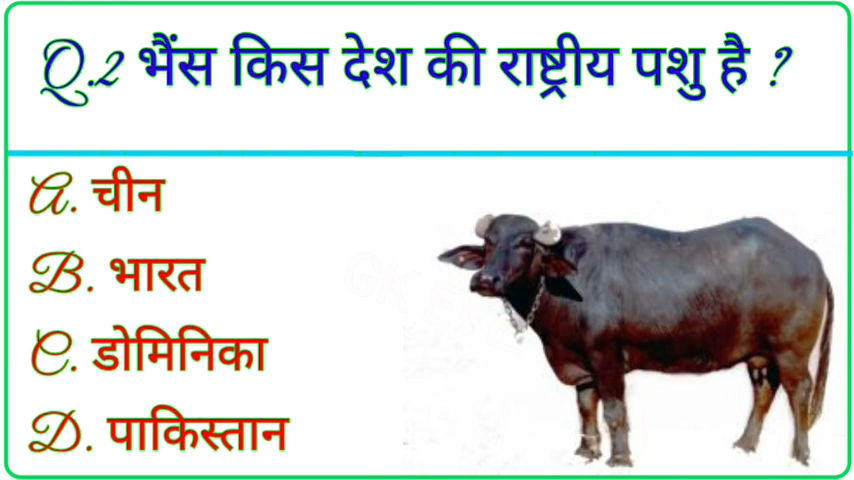 Q.2 भैंस किस देश की राष्ट्रीय पशु है ?
A. चीन
B. भारत
C. डोमिनिका
D. पाकिस्तान